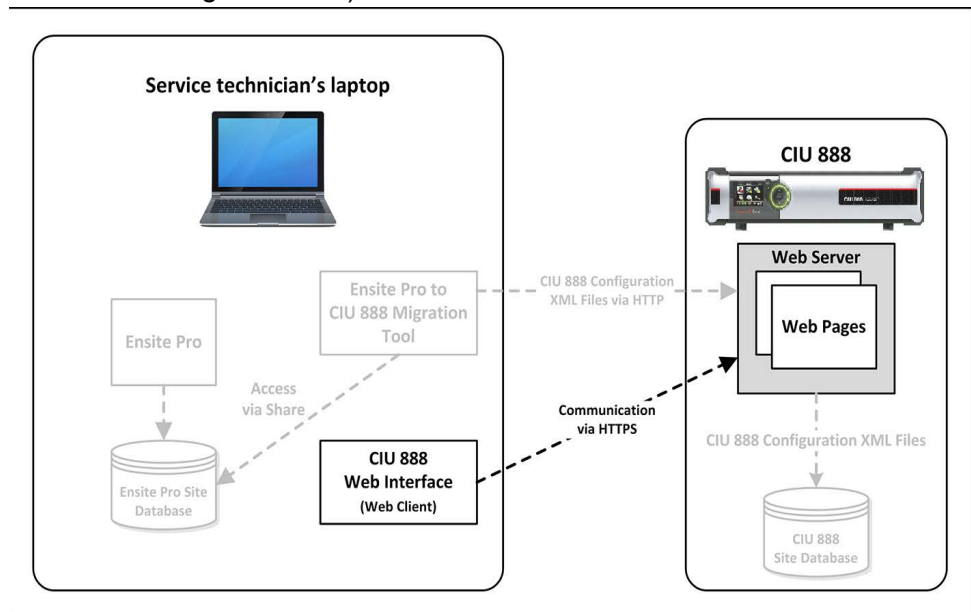 Service technician's laptop
CIU 888
Web Server
Web Pages
Ensite Pro to
CIU 888 Migration
Tool
CIU 888 Configuration
XML Files via HTTP
Ensite Pro
Access
via Share
Communication
via HTTPS
CIU 888 Configuration XML Files
CIU 888
Web Interface
(Web Client)
Ensite Pro Site
Database
CIU 888
Site Database